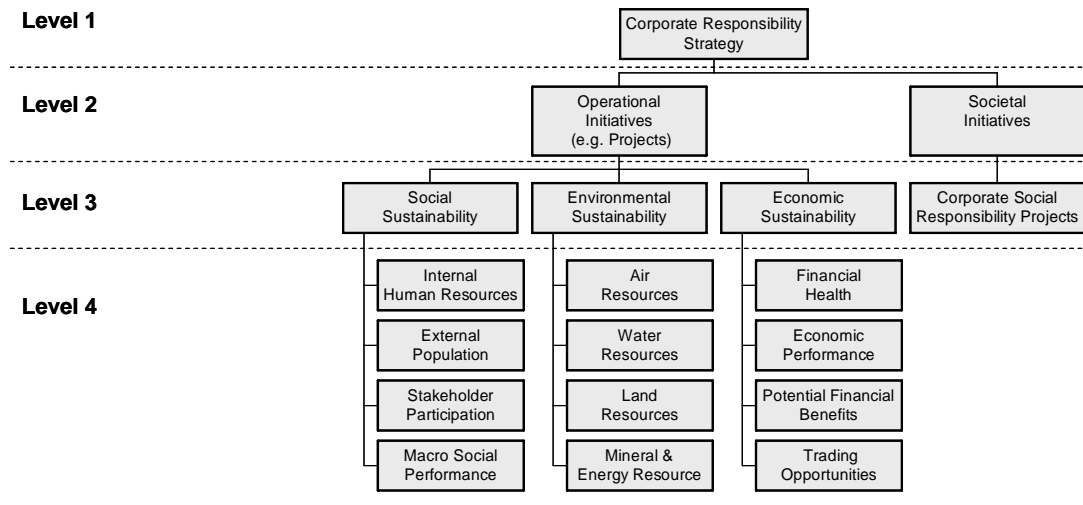 Level 1
Corporate Responsibility
Strategy
Level 2
Operational
Initiatives
(e.g. Projects)
Societal
Initiatives
Level 3
Social
Sustainability
Environmental
Sustainability
Economic
Sustainability
Corporate Social
Responsibility Projects
Level 4
Internal
Human Resources
Air
Resources
Financial
Health
External
Population
Water
Resources
Economic
Performance
Stakeholder
Participation
Land
Resources
Potential Financial
Benefits
Macro Social
Performance
Mineral &
Energy Resource
Trading
Opportunities